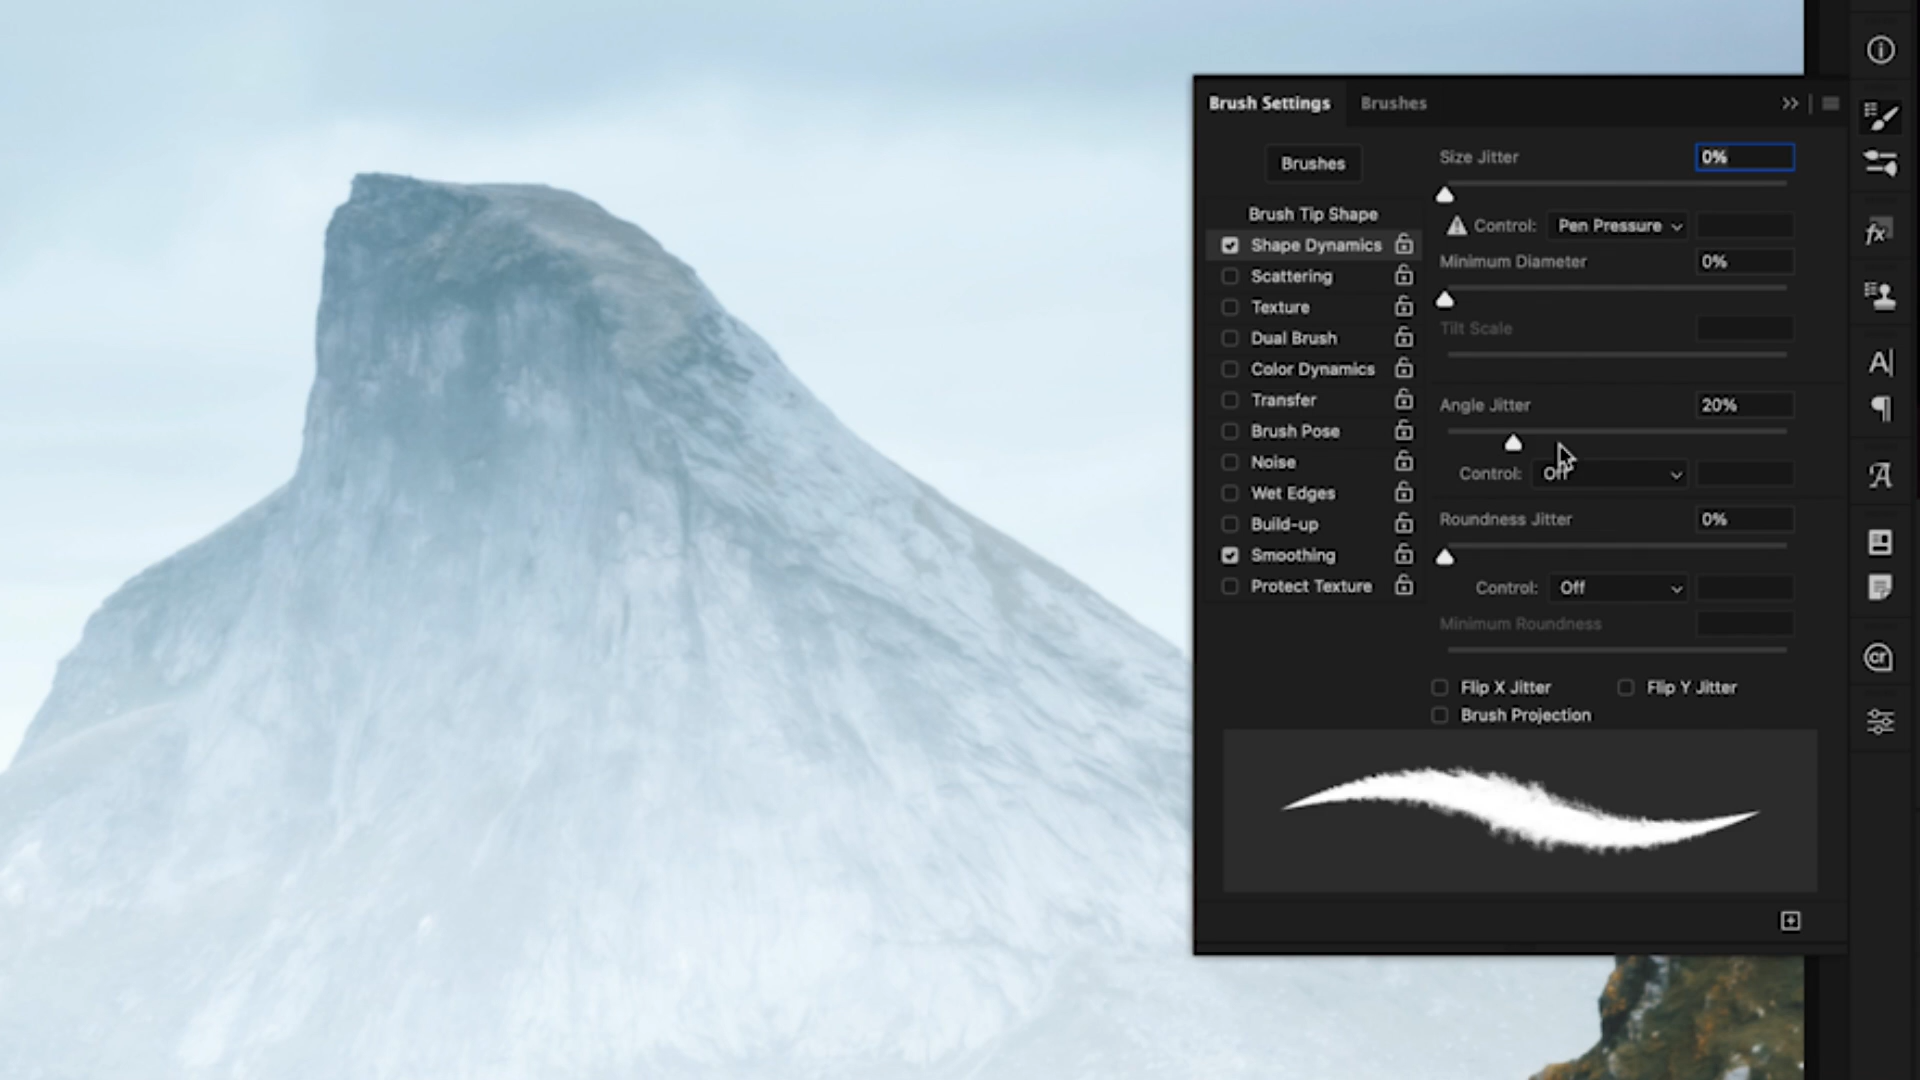 Brush Settings
Brushes
Brushes
Size Jitter
0%
Brush Tip Shape
Control:
Pen Pressure
Shape Dynamics
Minimum Diameter
0%
Scattering
Texture
Tilt Scale
Dual Brush
Color Dynamics
Transfer
Angle Jitter
20%
Brush Pose
Noise
Control:
Off
Wet Edges
Build-up
Roundness Jitter
0%
Smoothing
Protect Texture
Control:
Off
Minimum Roundness
Flip X Jitter
Flip Y Jitter
Brush Projection
fx
A
¶
A
cr